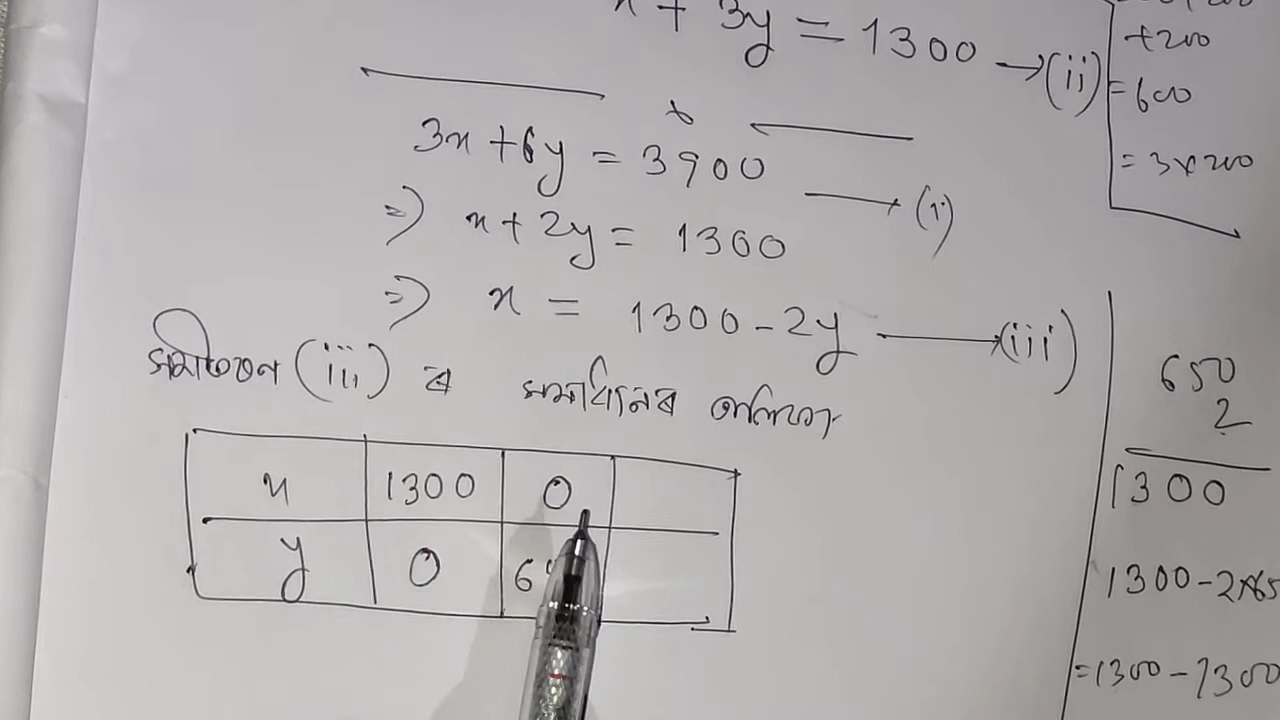 x + 3y = 1300 → (ii)
3x + 6y = 3900 → (i)
⇒ x + 2y = 1300
⇒ x = 1300 - 2y → (iii)
সমীকৰণ (iii) ৰ সমাধানৰ তালিকা
x 1300 0
y 0
+200
= 600
= 3×200
650
2
1300
1300 - 2×65
= 1300 - 1300